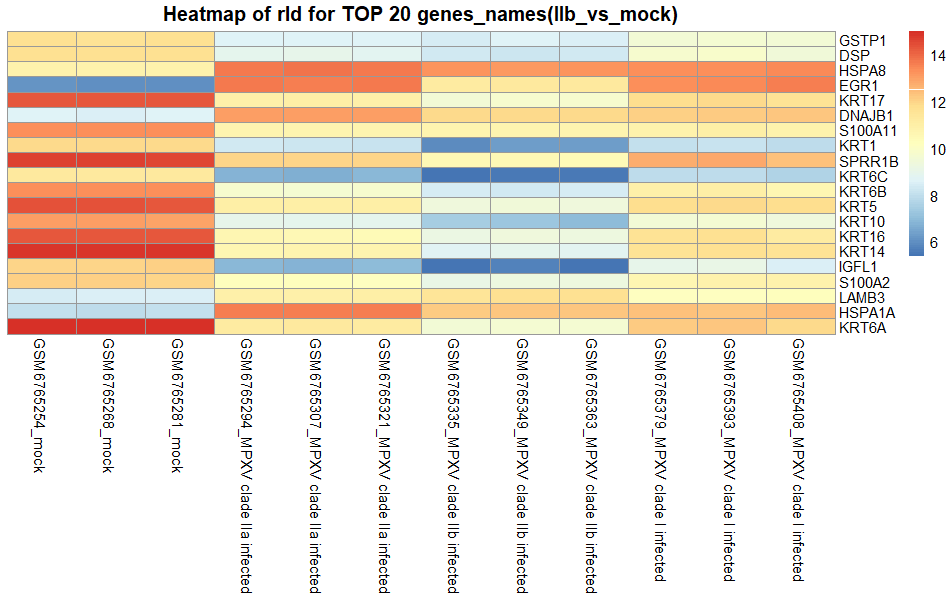 Heatmap of rld for TOP 20 genes_names(IIb_vs_mock)
GSTP1
DSP
HSPA8
EGR1
KRT17
DNAJB1
S100A11
KRT1
SPRR1B
KRT6C
KRT6B
KRT5
KRT10
KRT16
KRT14
IGFL1
S100A2
LAMB3
HSPA1A
KRT6A
14
12
10
8
6
GSM6765254_mock
GSM6765268_mock
GSM6765281_mock
GSM6765294_MPXV clade IIa infected
GSM6765307_MPXV clade IIa infected
GSM6765321_MPXV clade IIa infected
GSM6765335_MPXV clade IIb infected
GSM6765349_MPXV clade IIb infected
GSM6765363_MPXV clade IIb infected
GSM6765379_MPXV clade I infected
GSM6765393_MPXV clade I infected
GSM6765408_MPXV clade I infected